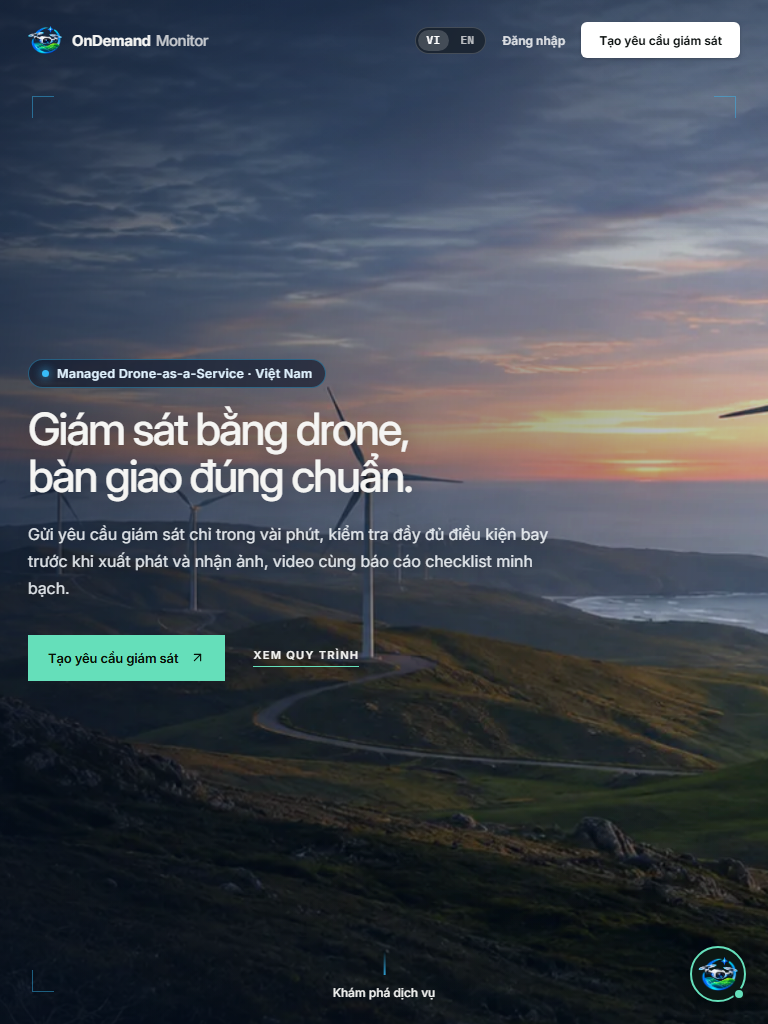 OnDemand Monitor
VI EN
Đăng nhập
Tạo yêu cầu giám sát
Managed Drone-as-a-Service · Việt Nam
Giám sát bằng drone,
bàn giao đúng chuẩn.
Gửi yêu cầu giám sát chỉ trong vài phút, kiểm tra đầy đủ điều kiện bay
trước khi xuất phát và nhận ảnh, video cùng báo cáo checklist minh
bạch.
Tạo yêu cầu giám sát
XEM QUY TRÌNH
Khám phá dịch vụ